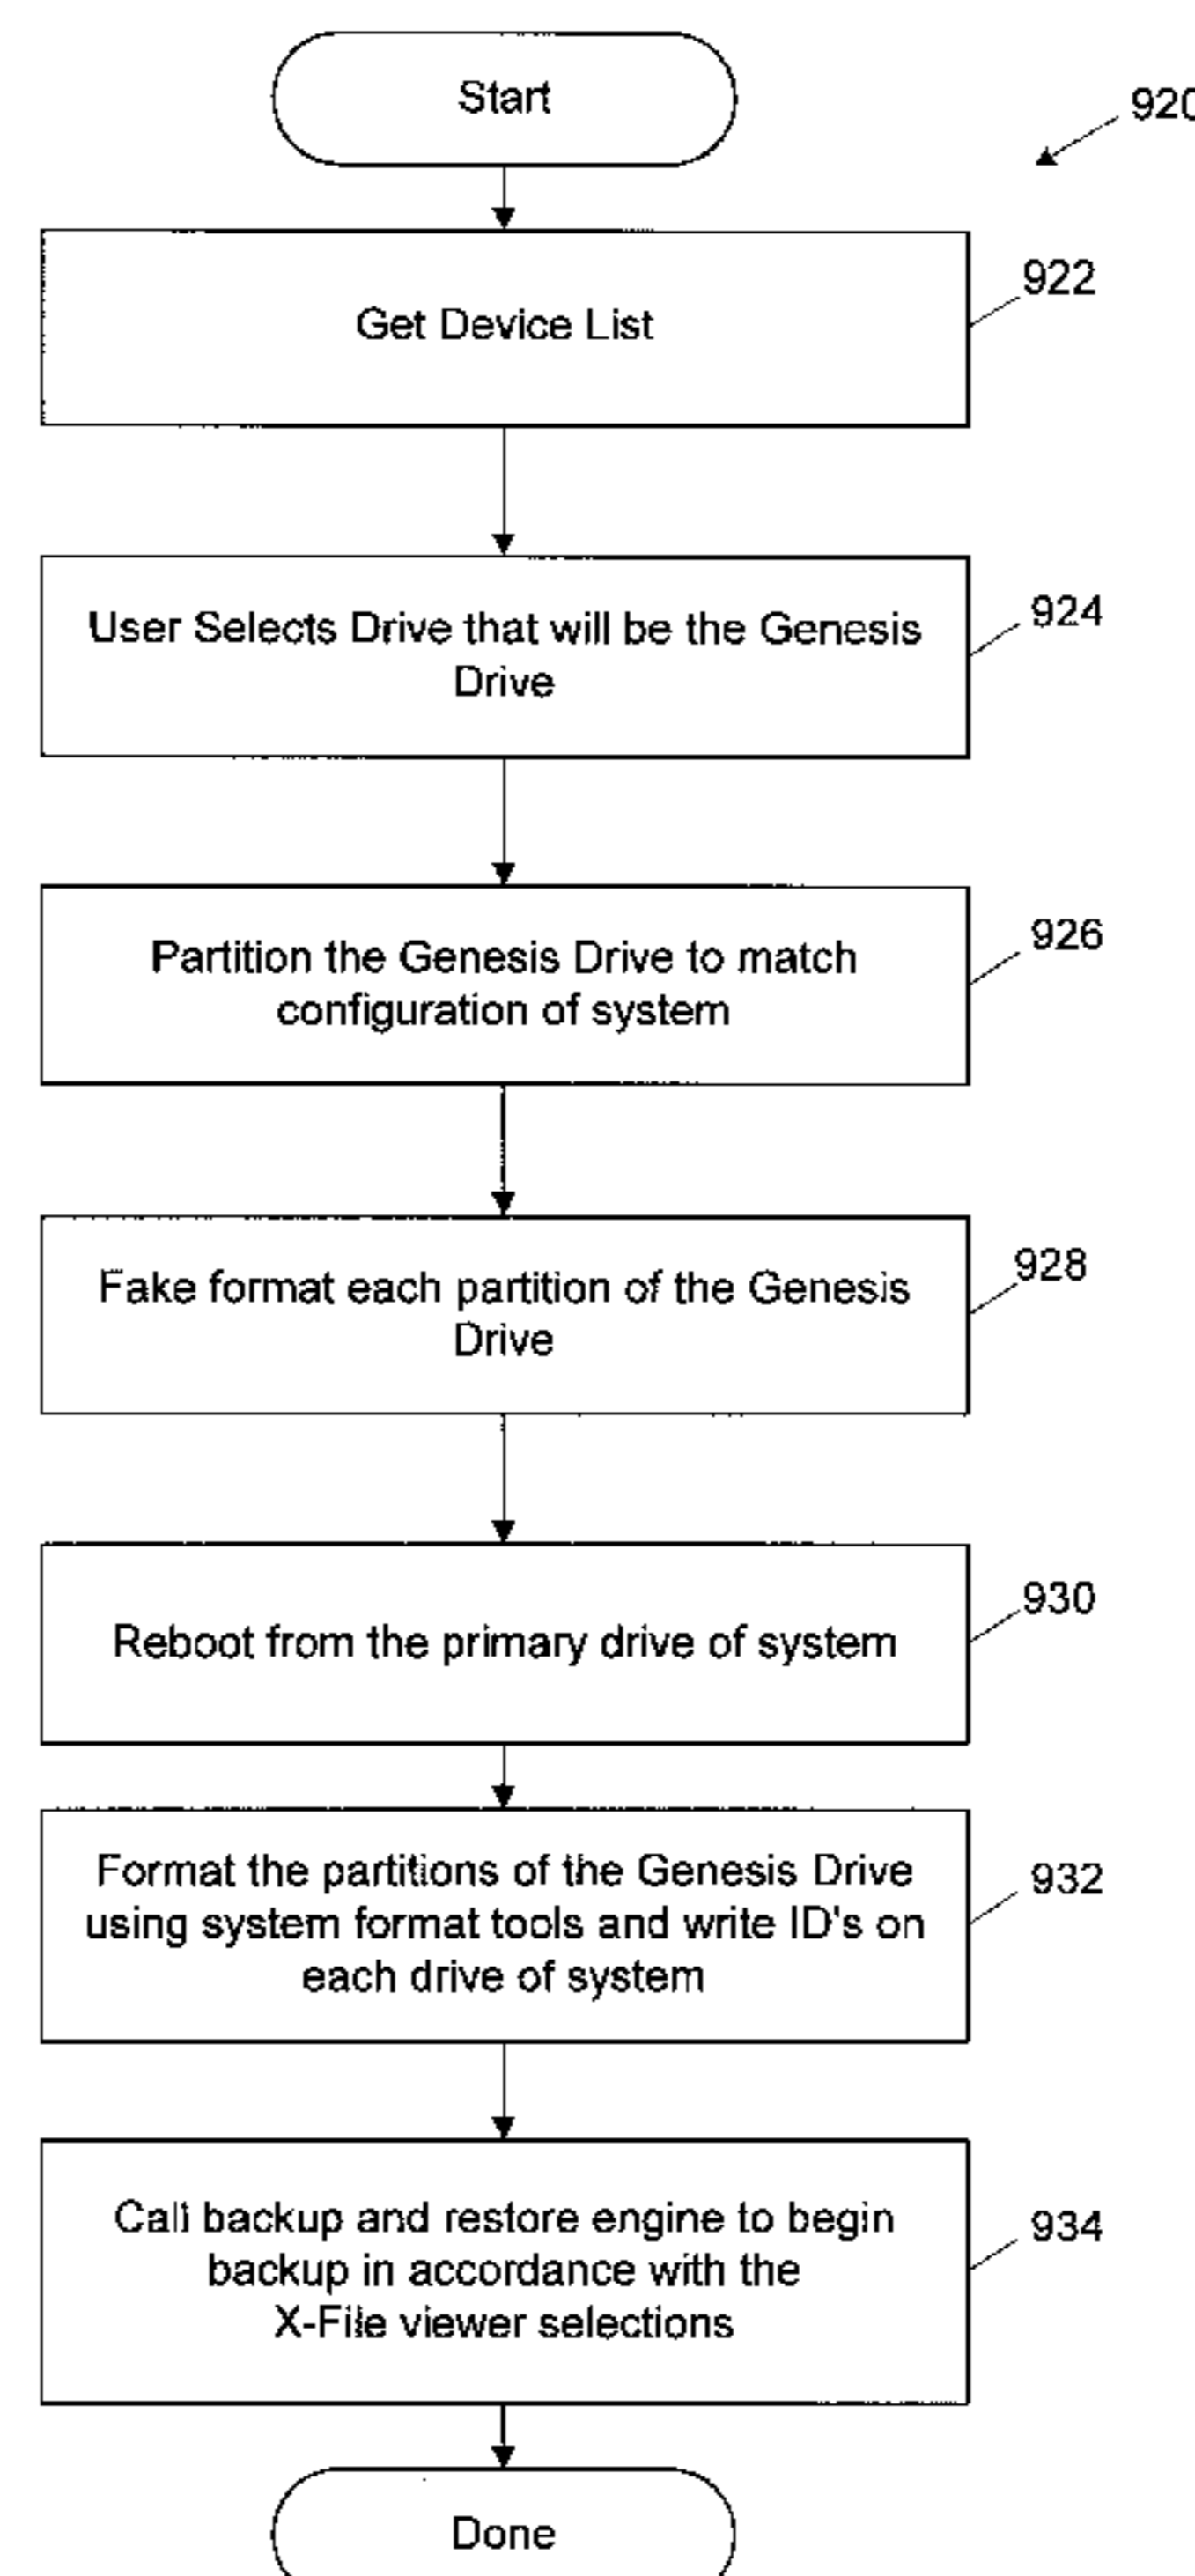 Start
920
Get Device List
922
User Selects Drive that will be the Genesis
Drive
924
Partition the Genesis Drive to match
configuration of system
926
Fake format each partition of the Genesis
Drive
928
Reboot from the primary drive of system
930
Format the partitions of the Genesis Drive
using system format tools and write ID's on
each drive of system
932
Call backup and restore engine to begin
backup in accordance with the
X-File viewer selections
934
Done